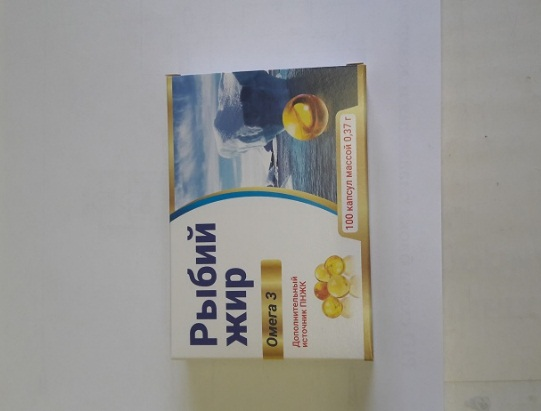 Рыбий
жир
Омега 3
Дополнительный
источник ПНЖК
100 капсул массой 0,37 г